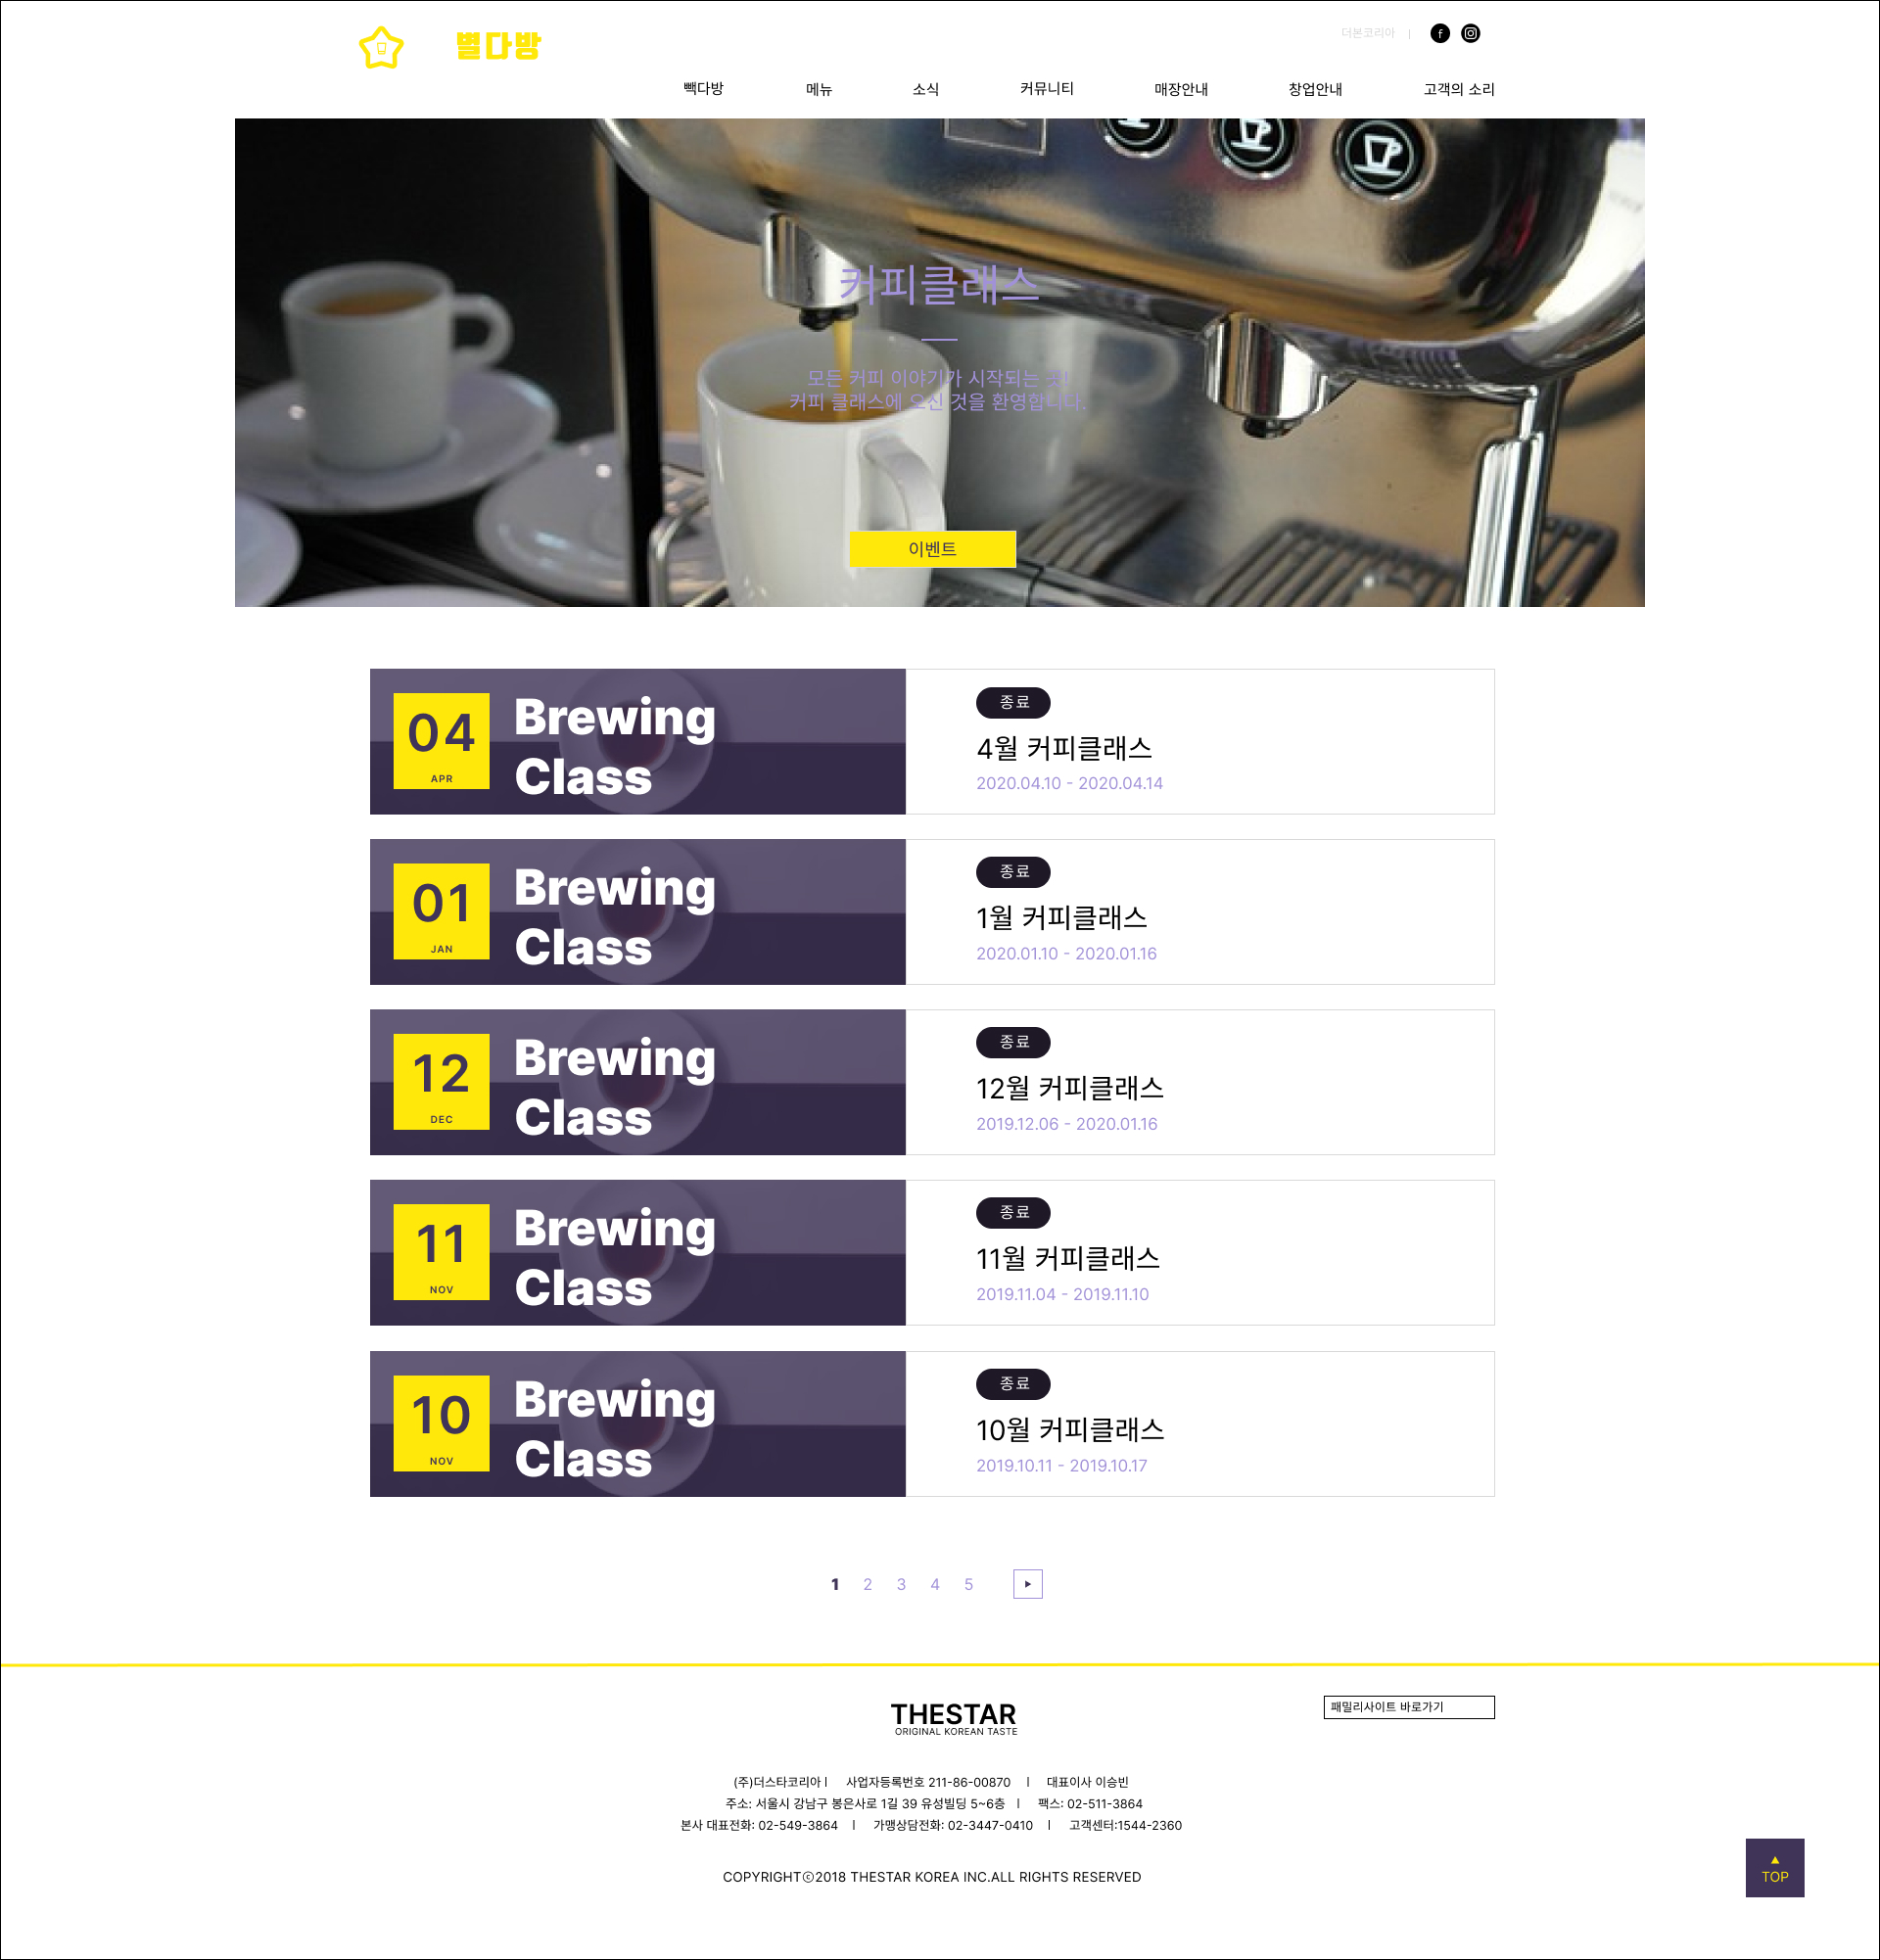 별다방
더본코리아 |
빽다방 메뉴 소식 커뮤니티 매장안내 창업안내 고객의 소리
커피클래스
모든 커피 이야기가 시작되는 곳!
커피 클래스에 오신 것을 환영합니다.
이벤트
04
APR
Brewing
Class
종료
4월 커피클래스
2020.04.10 - 2020.04.14
01
JAN
Brewing
Class
종료
1월 커피클래스
2020.01.10 - 2020.01.16
12
DEC
Brewing
Class
종료
12월 커피클래스
2019.12.06 - 2020.01.16
11
NOV
Brewing
Class
종료
11월 커피클래스
2019.11.04 - 2019.11.10
10
NOV
Brewing
Class
종료
10월 커피클래스
2019.10.11 - 2019.10.17
1 2 3 4 5
THESTAR
ORIGINAL KOREAN TASTE
패밀리사이트 바로가기
(주)더스타코리아 l 사업자등록번호 211-86-00870 l 대표이사 이승빈
주소: 서울시 강남구 봉은사로 1길 39 유성빌딩 5~6층 l 팩스: 02-511-3864
본사 대표전화: 02-549-3864 l 가맹상담전화: 02-3447-0410 l 고객센터:1544-2360
COPYRIGHTⓒ2018 THESTAR KOREA INC.ALL RIGHTS RESERVED
TOP